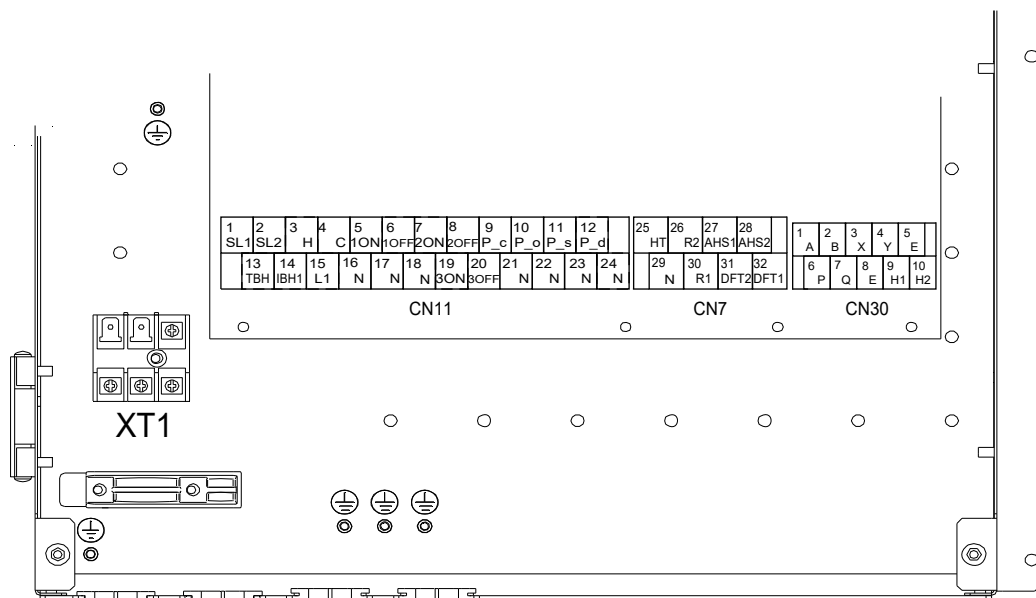 1 2 3 4 5 6 7 8 9 10 11 12
SL1 SL2 H C 1ON 1OFF 2ON 2OFF P_c P_o P_s P_d
13 14 15 16 17 18 19 20 21 22 23 24
TBH IBH1 L1 N N N 3ON 3OFF N N N N
CN11
25 26 27 28
HT R2 AHS1 AHS2
29 30 31 32
N R1 DFT2 DFT1
CN7
1 2 3 4 5
A B X Y E
6 7 8 9 10
P Q E H1 H2
CN30
XT1